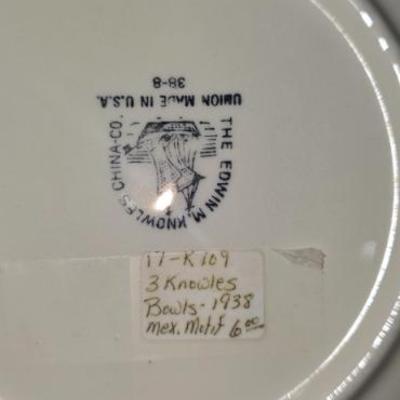 THE EDWIN M. KNOWLES CHINA-CO.
UNION MADE IN U.S.A.
38-8
17-K109
3 Knowles
Bowls - 1938
Mex. Motif 6.00